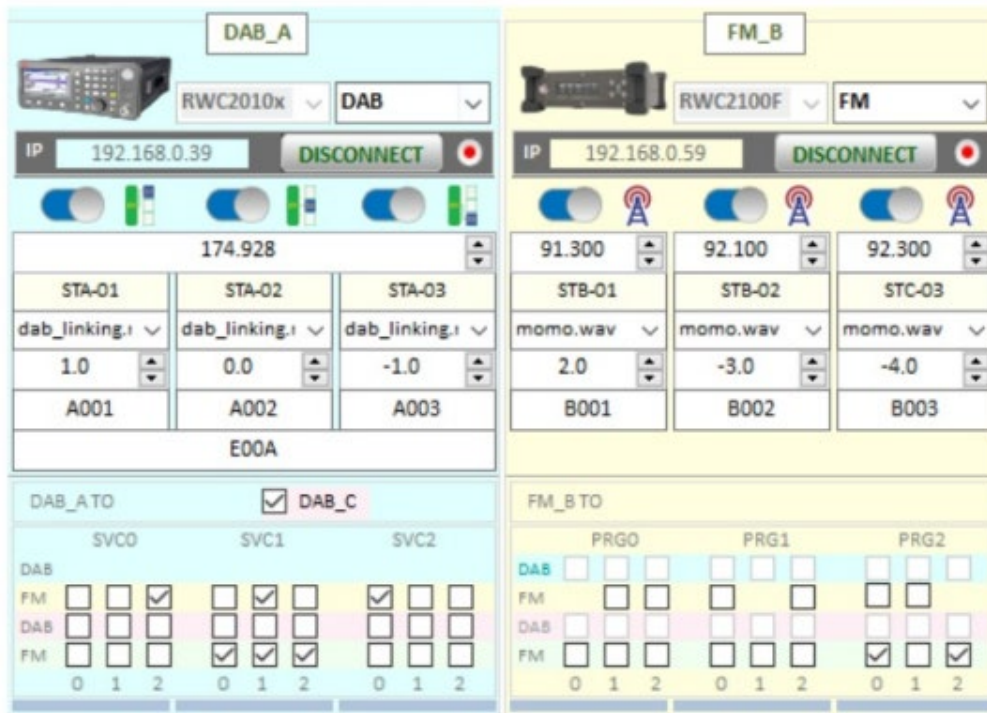 DAB_A FM_B
RWC2010x DAB RWC2100F FM
IP 192.168.0.39 DISCONNECT IP 192.168.0.59 DISCONNECT
174.928 91.300 92.100 92.300
STA-01 STA-02 STA-03 STB-01 STB-02 STC-03
dab_linking.r dab_linking.r dab_linking.r momo.wav momo.wav momo.wav
1.0 0.0 -1.0 2.0 -3.0 -4.0
A001 A002 A003 B001 B002 B003
E00A
DAB_A TO DAB_C FM_B TO
SVC0 SVC1 SVC2 PRG0 PRG1 PRG2
DAB DAB
FM FM
DAB DAB
FM FM
0 1 2 0 1 2 0 1 2 0 1 2 0 1 2 0 1 2